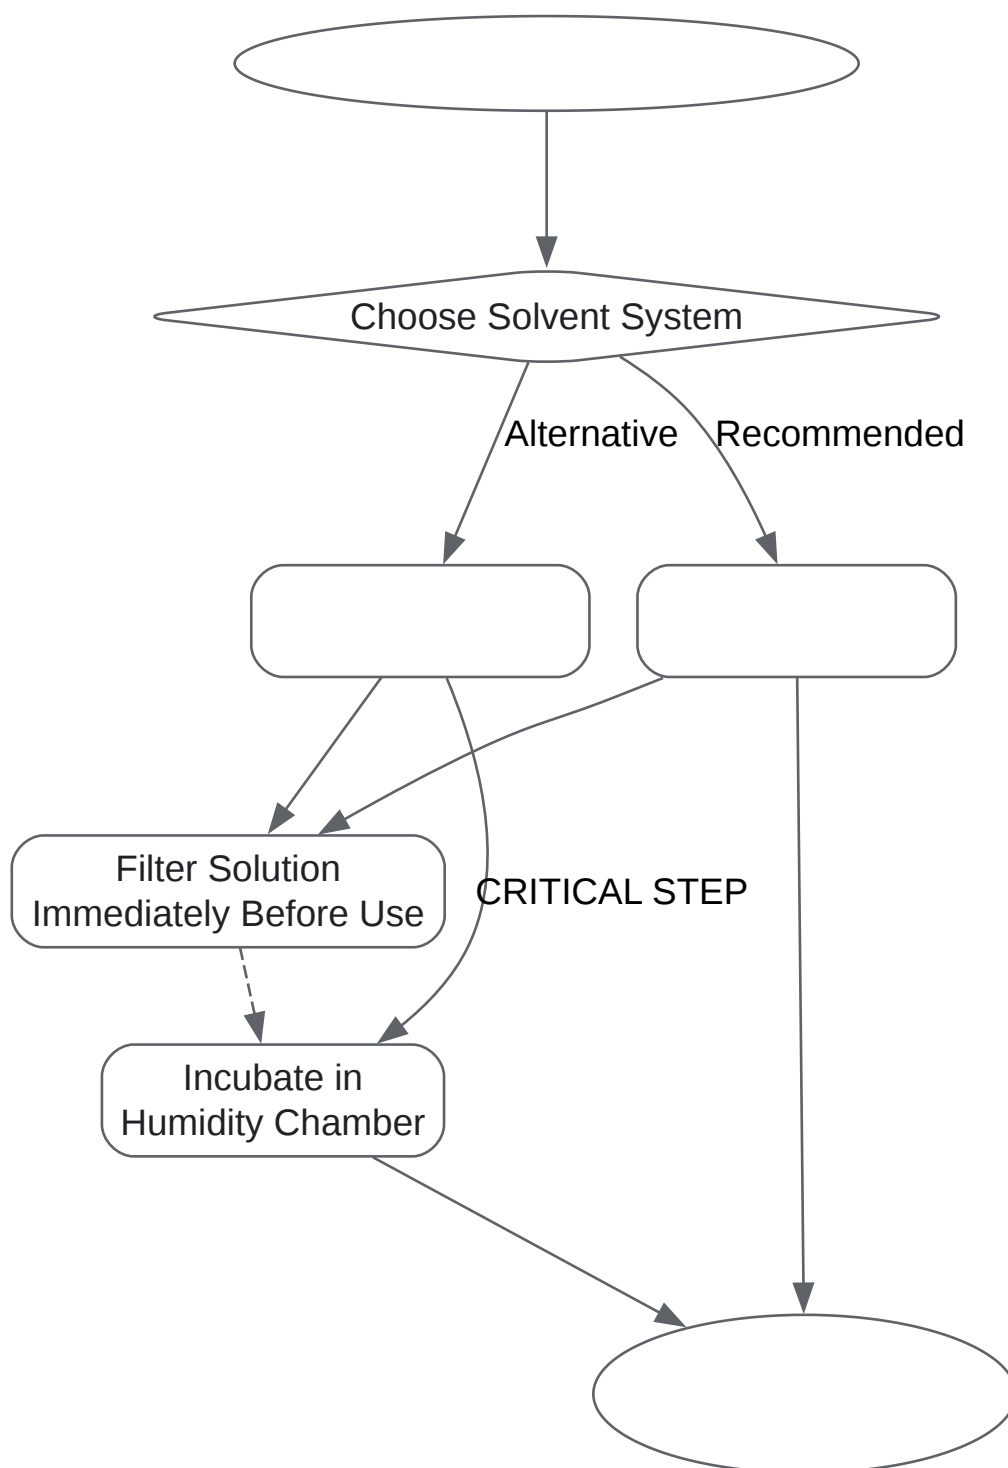 Choose Solvent System
Alternative
Recommended
Filter Solution
Immediately Before Use
CRITICAL STEP
Incubate in
Humidity Chamber